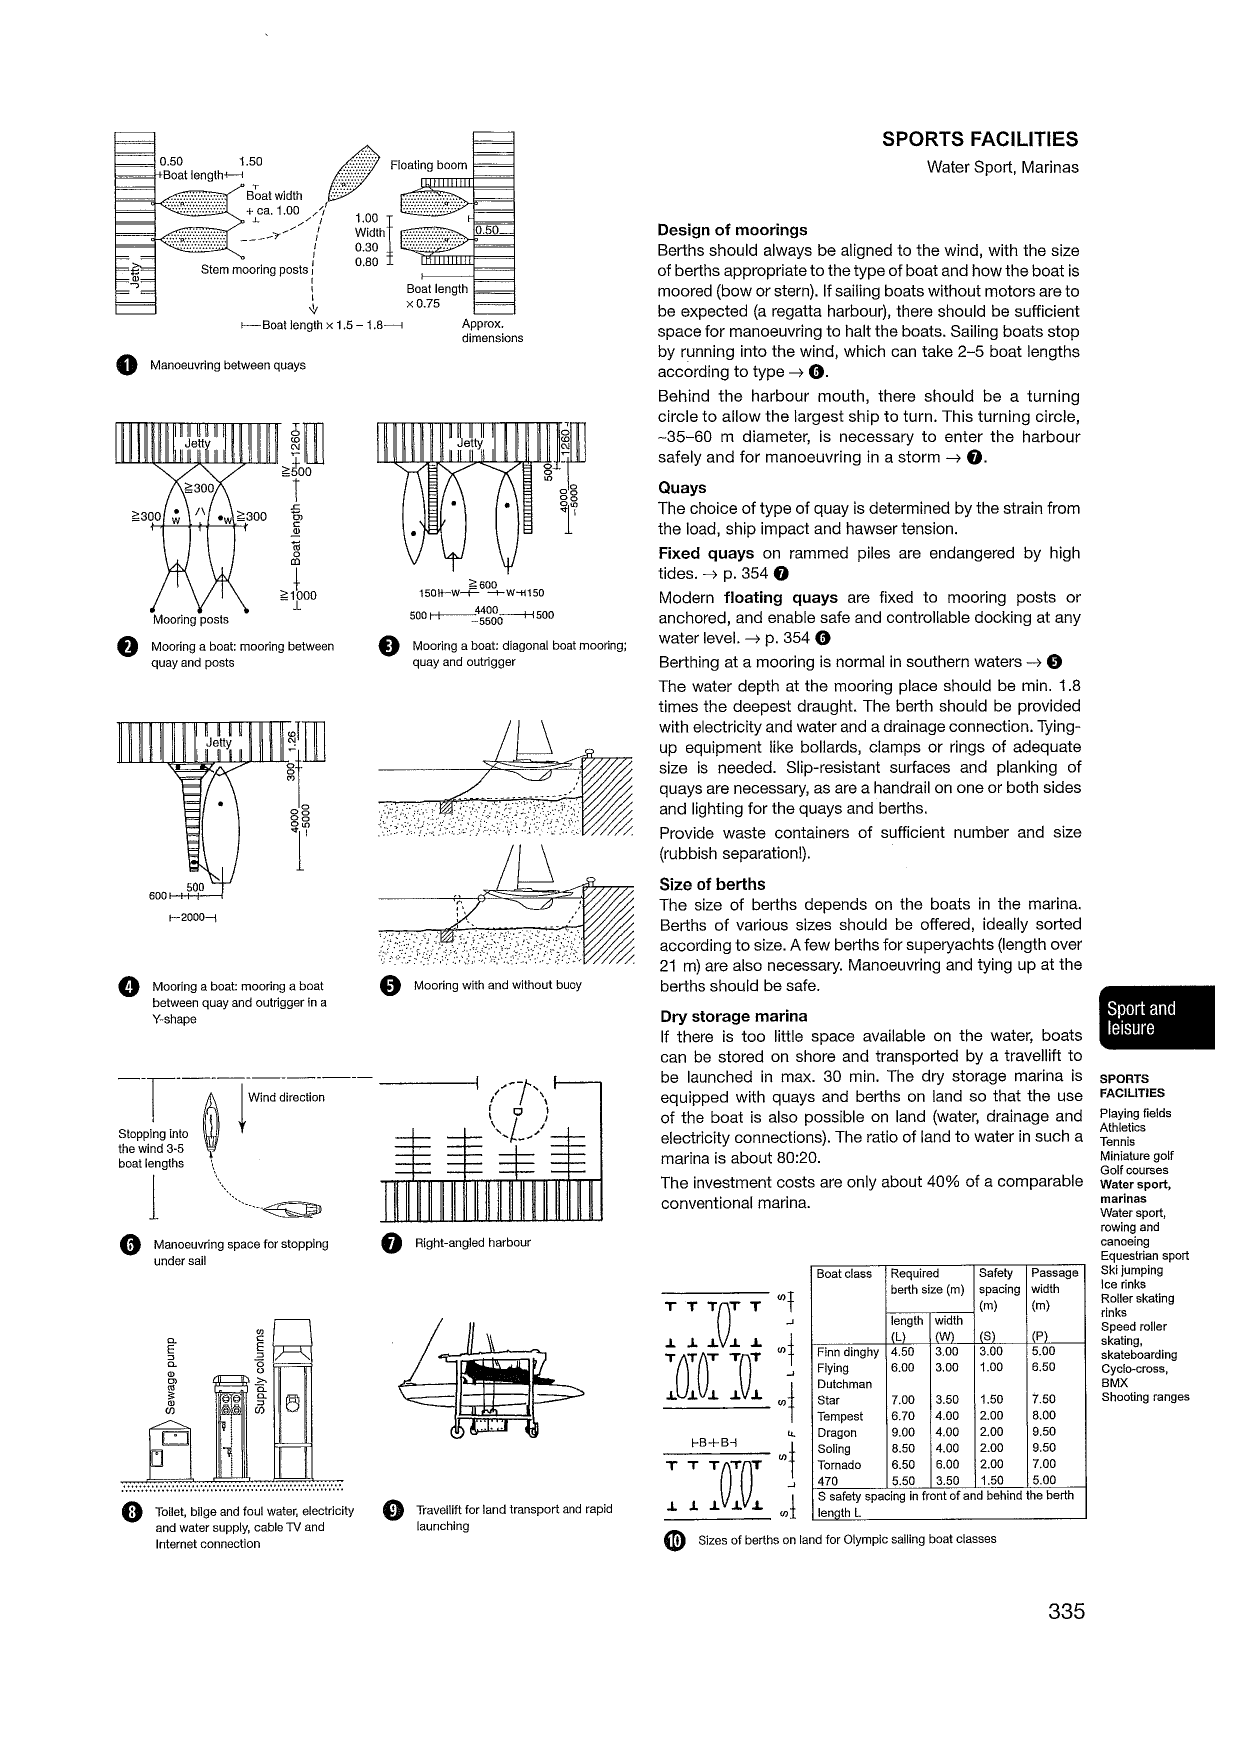 SPORTS FACILITIES
Water Sport, Marinas
0.50
1.50
Boat length
Boat width
+ ca. 1.00
Floating boom
1.00
Width
0.30
0.80
0.50
Stem mooring posts
Jetty
Boat length
× 0.75
Boat length × 1.5 – 1.8
Approx.
dimensions
1 Manoeuvring between quays
Jetty
1260
≧500
≧300
≧300
W
W
≧300
Boat length
≧1000
Mooring posts
2 Mooring a boat: mooring between
quay and posts
Jetty
1260
500
4000
–5000
≧600
150
W
W
150
500
4400
–5500
500
3 Mooring a boat: diagonal boat mooring;
quay and outrigger
Jetty
1.26
300
4000
–5000
500
600
2000
4 Mooring a boat: mooring a boat
between quay and outrigger in a
Y-shape
5 Mooring with and without buoy
Wind direction
Stopping into
the wind 3-5
boat lengths
6 Manoeuvring space for stopping
under sail
7 Right-angled harbour
Sewage pump
Supply column
8 Toilet, bilge and foul water, electricity
and water supply, cable TV and
Internet connection
9 Travellift for land transport and rapid
launching
Design of moorings
Berths should always be aligned to the wind, with the size
of berths appropriate to the type of boat and how the boat is
moored (bow or stern). If sailing boats without motors are to
be expected (a regatta harbour), there should be sufficient
space for manoeuvring to halt the boats. Sailing boats stop
by running into the wind, which can take 2–5 boat lengths
according to type → 6.
Behind the harbour mouth, there should be a turning
circle to allow the largest ship to turn. This turning circle,
~35–60 m diameter, is necessary to enter the harbour
safely and for manoeuvring in a storm → 7.
Quays
The choice of type of quay is determined by the strain from
the load, ship impact and hawser tension.
Fixed quays on rammed piles are endangered by high
tides. → p. 354 7
Modern floating quays are fixed to mooring posts or
anchored, and enable safe and controllable docking at any
water level. → p. 354 6
Berthing at a mooring is normal in southern waters → 5
The water depth at the mooring place should be min. 1.8
times the deepest draught. The berth should be provided
with electricity and water and a drainage connection. Tying-
up equipment like bollards, clamps or rings of adequate
size is needed. Slip-resistant surfaces and planking of
quays are necessary, as are a handrail on one or both sides
and lighting for the quays and berths.
Provide waste containers of sufficient number and size
(rubbish separation!).
Size of berths
The size of berths depends on the boats in the marina.
Berths of various sizes should be offered, ideally sorted
according to size. A few berths for superyachts (length over
21 m) are also necessary. Manoeuvring and tying up at the
berths should be safe.
Dry storage marina
If there is too little space available on the water, boats
can be stored on shore and transported by a travellift to
be launched in max. 30 min. The dry storage marina is
equipped with quays and berths on land so that the use
of the boat is also possible on land (water, drainage and
electricity connections). The ratio of land to water in such a
marina is about 80:20.
The investment costs are only about 40% of a comparable
conventional marina.
S
L
S
L
S
P
B B
S
L
S
Boat class Required berth size (m) Safety spacing (m) Passage width (m)
length (L) width (W) (S) (P)
Finn dinghy 4.50 3.00 3.00 5.00
Flying Dutchman 6.00 3.00 1.00 6.50
Star 7.00 3.50 1.50 7.50
Tempest 6.70 4.00 2.00 8.00
Dragon 9.00 4.00 2.00 9.50
Soling 8.50 4.00 2.00 9.50
Tornado 6.50 6.00 2.00 7.00
470 5.50 3.50 1.50 5.00
S safety spacing in front of and behind the berth
length L
10 Sizes of berths on land for Olympic sailing boat classes
Sport and
leisure
SPORTS
FACILITIES
Playing fields
Athletics
Tennis
Miniature golf
Golf courses
Water sport,
marinas
Water sport,
rowing and
canoeing
Equestrian sport
Ski jumping
Ice rinks
Roller skating
rinks
Speed roller
skating,
skateboarding
Cyclo-cross,
BMX
Shooting ranges
335